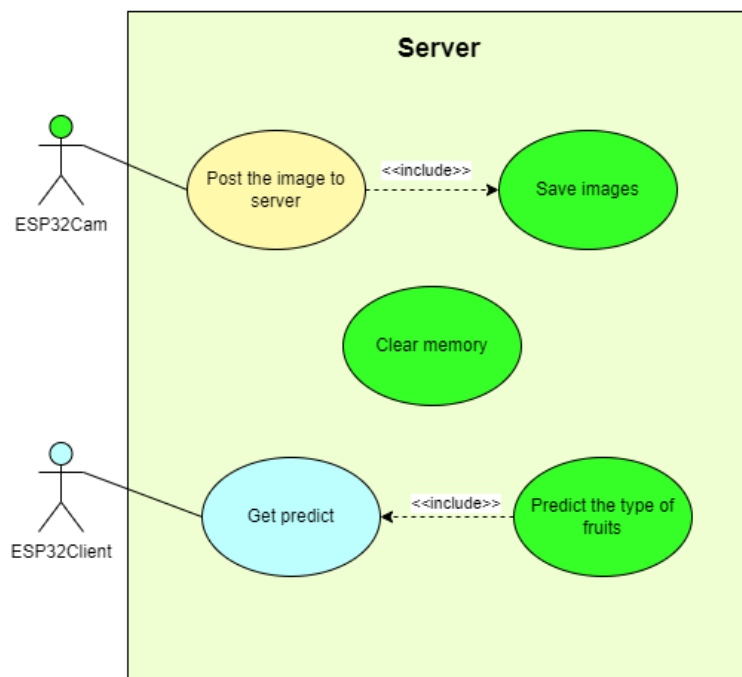 Server
ESP32Cam
Post the image to
server
<<include>>
Save images
Clear memory
ESP32Client
Get predict
<<include>>
Predict the type of
fruits